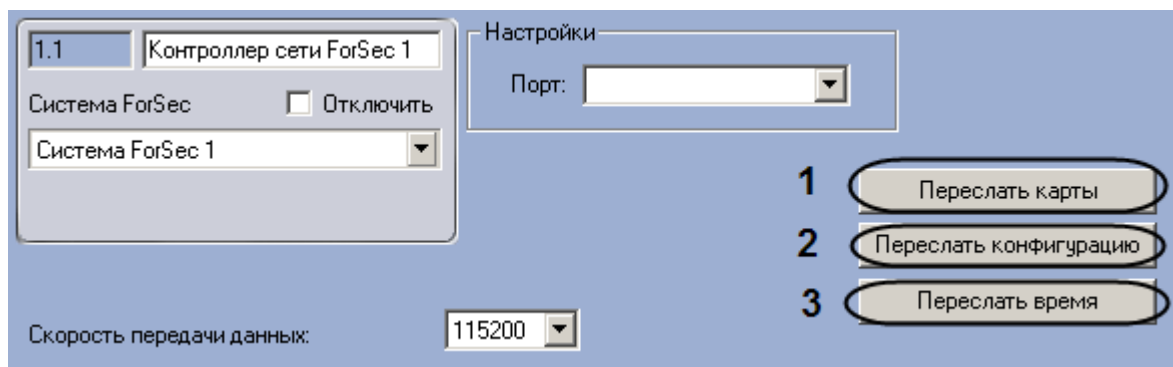 1.1 Контроллер сети ForSec 1
Настройки
Порт:
Система ForSec Отключить
Система ForSec 1
1 Переслать карты
2 Переслать конфигурацию
3 Переслать время
Скорость передачи данных: 115200